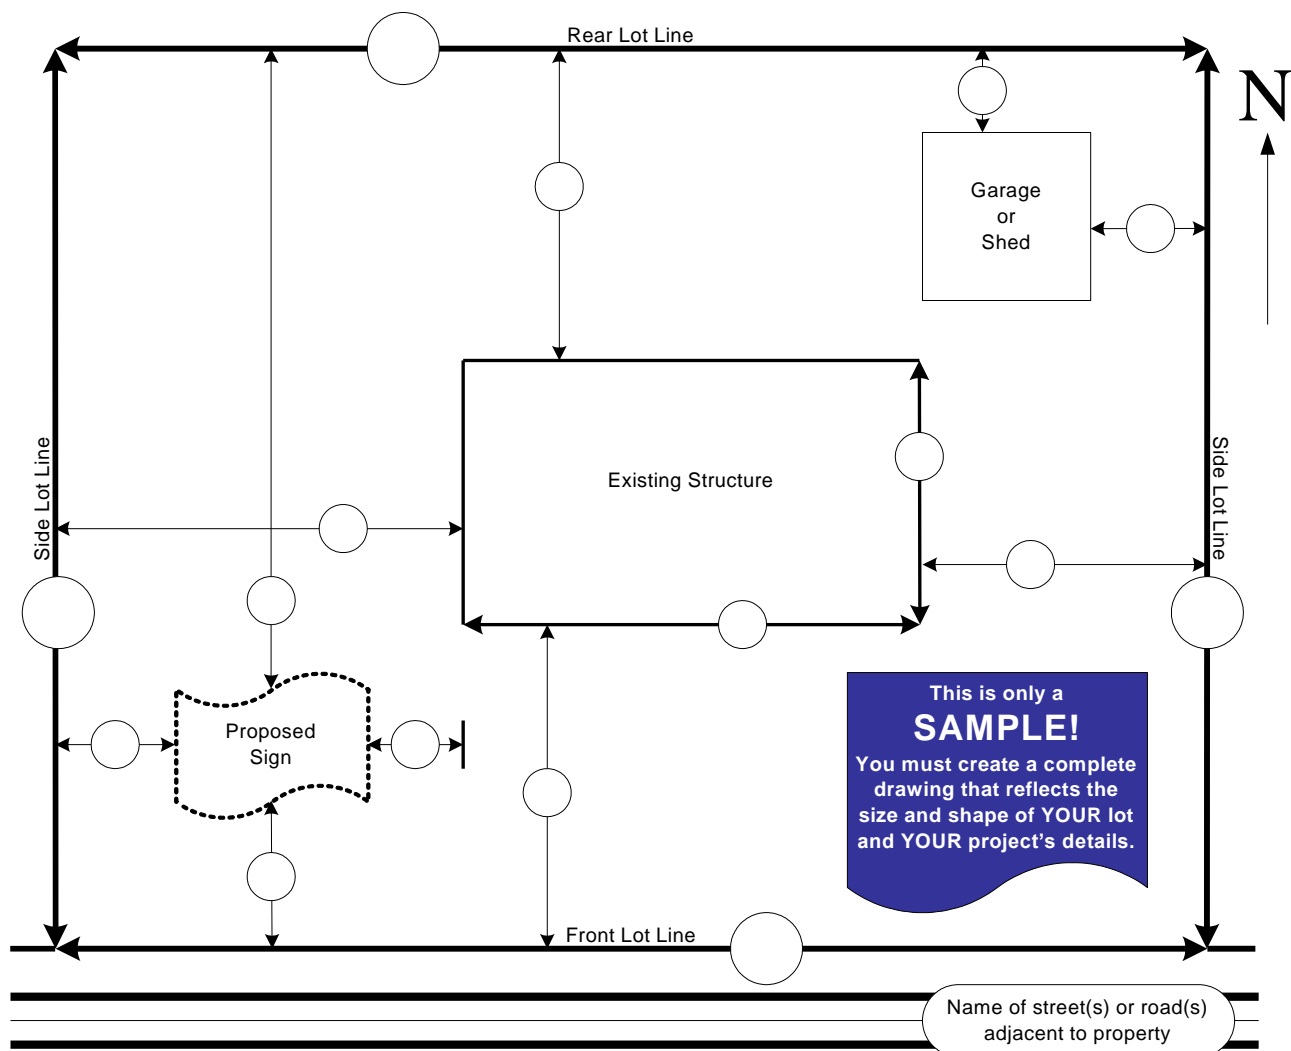 Rear Lot Line
N
Garage
or
Shed
Side Lot Line
Existing Structure
Side Lot Line
Proposed
Sign
This is only a
SAMPLE!
You must create a complete
drawing that reflects the
size and shape of YOUR lot
and YOUR project's details.
Front Lot Line
Name of street(s) or road(s)
adjacent to property